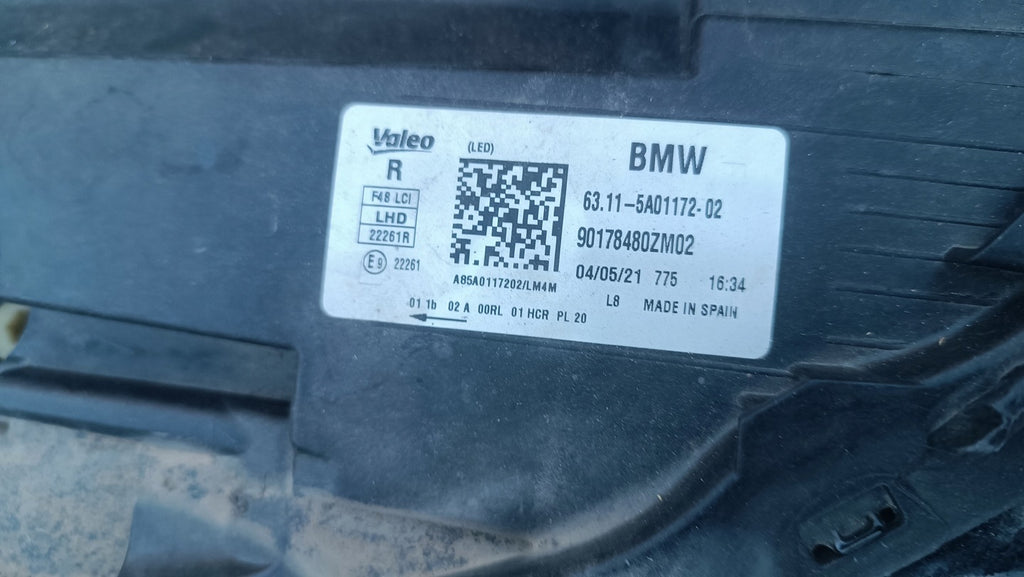 Valeo
R
F48 LCI
LHD
22261R
E9 22261
(LED)
A85A0117202/LM4M
01 1b 02 A 00RL 01 HCR PL 20
BMW
63.11-5A01172-02
90178480ZM02
04/05/21 775 16:34
L8 MADE IN SPAIN